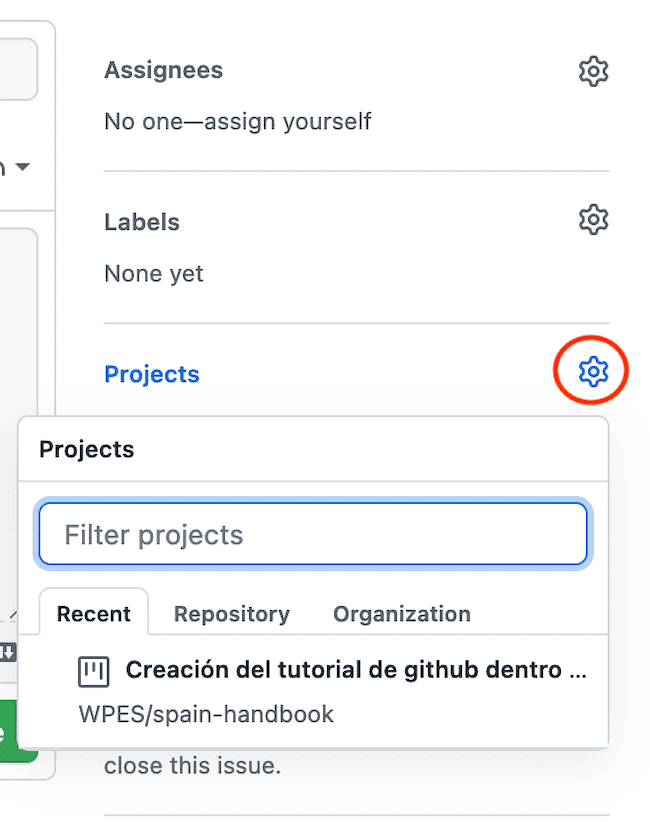 Assignees
No one—assign yourself
Labels
None yet
Projects
Projects
Filter projects
Recent Repository Organization
Creación del tutorial de github dentro ...
WPES/spain-handbook
close this issue.